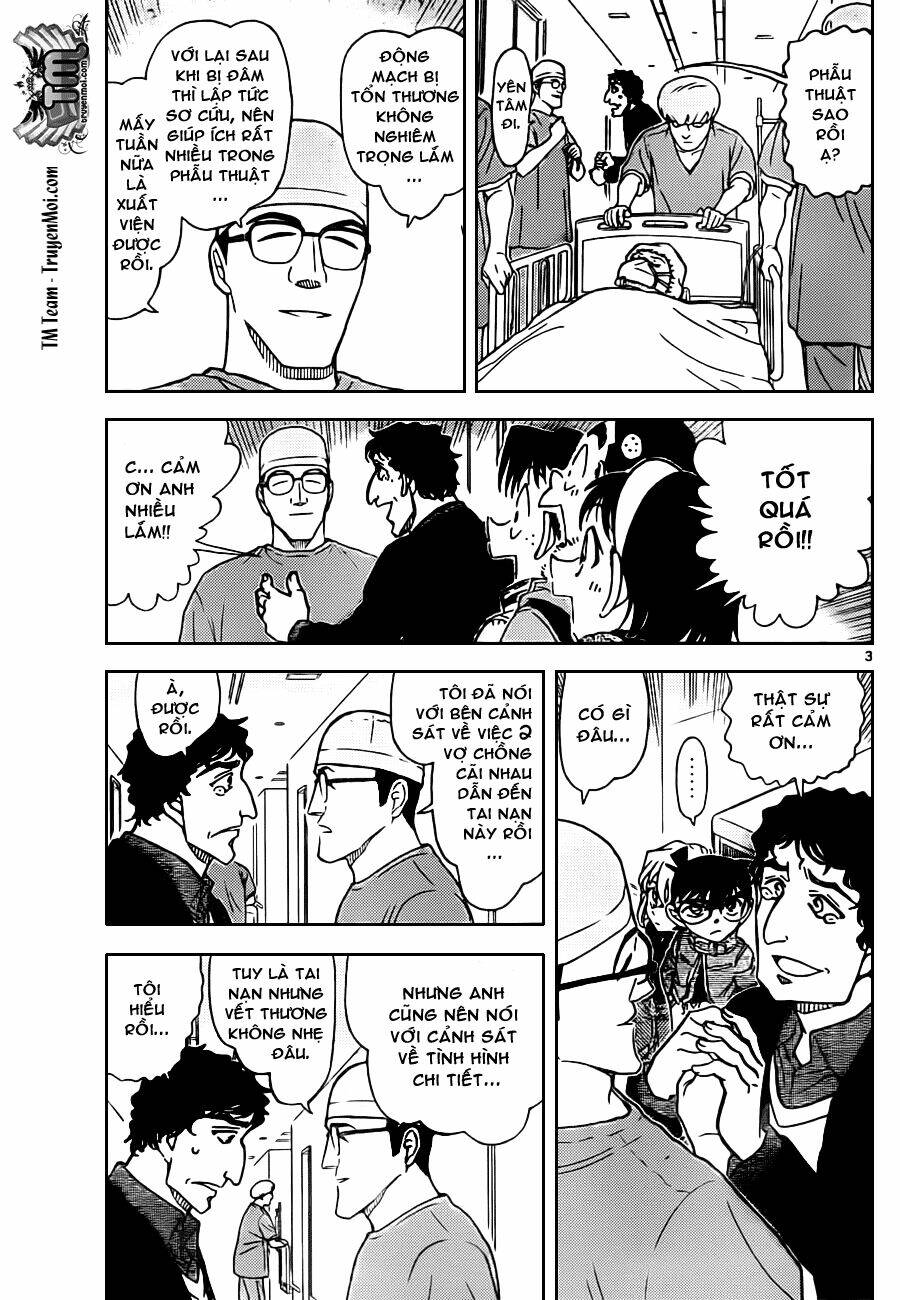 PHẪU
THUẬT
SAO RỒI
Ạ?
YÊN
TÂM
ĐI.
ĐỘNG
MẠCH BỊ
TỔN THƯƠNG
KHÔNG
NGHIÊM
TRỌNG LẮM
...
VỚI LẠI SAU
KHI BỊ ĐÂM
THÌ LẬP TỨC
SƠ CỨU, NÊN
GIÚP ÍCH RẤT
NHIỀU TRONG
PHẪU THUẬT
...
MẤY
TUẦN
NỮA
LÀ
XUẤT
VIỆN
ĐƯỢC
RỒI.
TM
truyenmoi.com
TM Team - TruyenMoi.com
TỐT
QUÁ
RỒI!!
C... CẢM
ƠN ANH
NHIỀU
LẮM!!
3
THẬT SỰ
RẤT CẢM
ƠN...
......
CÓ GÌ
ĐÂU...
TÔI ĐÃ NÓI
VỚI BÊN CẢNH
SÁT VỀ VIỆC 2
VỢ CHỒNG
CÃI NHAU
DẪN ĐẾN
TAI NẠN
NÀY RỒI
...
À,
ĐƯỢC
RỒI.
NHƯNG ANH
CŨNG NÊN NÓI
VỚI CẢNH SÁT
VỀ TÌNH HÌNH
CHI TIẾT...
TUY LÀ TAI
NẠN NHƯNG
VẾT THƯƠNG
KHÔNG NHẸ
ĐÂU.
TÔI
HIỂU
RỒI...